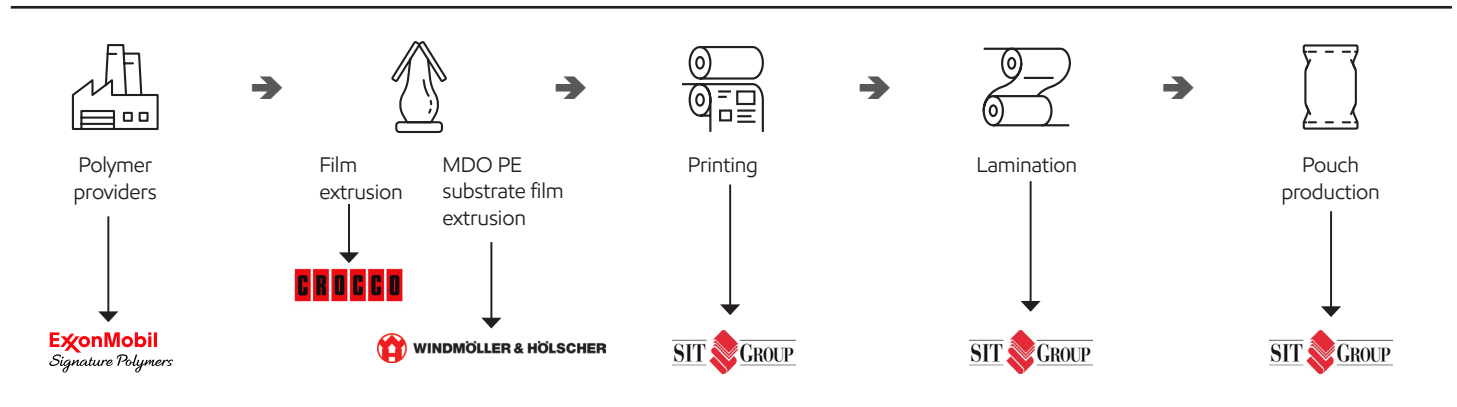 Polymer
providers
Film
extrusion
MDO PE
substrate film
extrusion
Printing
Lamination
Pouch
production
CROCCO
ExxonMobil
Signature Polymers
WINDMÖLLER & HÖLSCHER
SIT GROUP
SIT GROUP
SIT GROUP